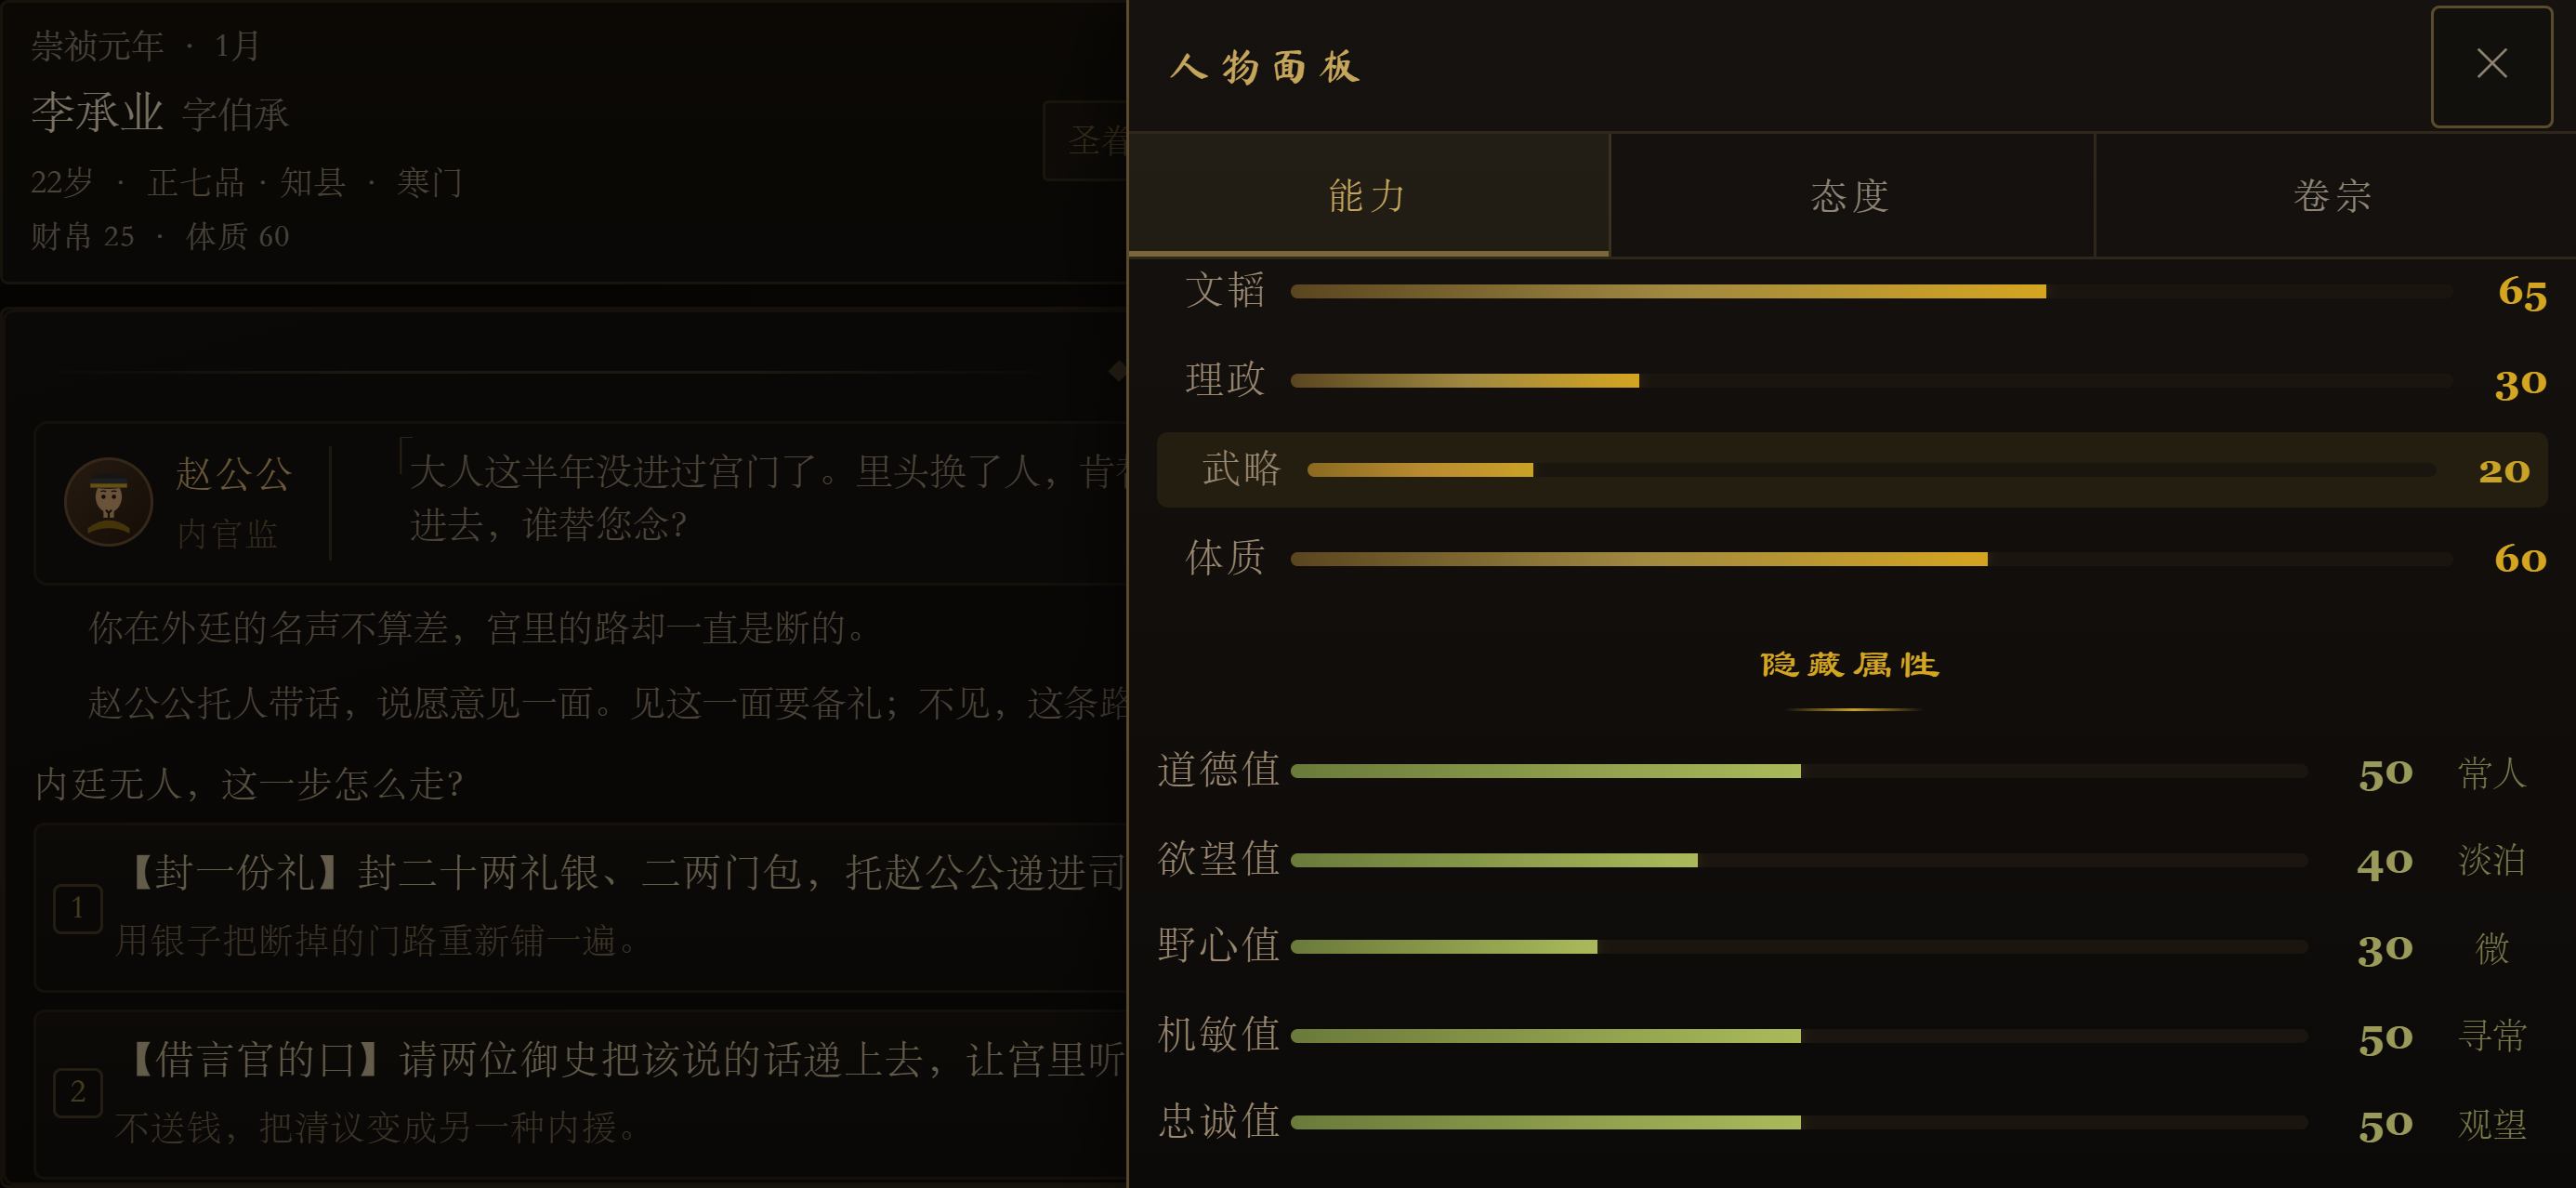 崇祯元年 · 1月
李承业 字伯承
22岁 · 正七品 · 知县 · 寒门
财帛 25 · 体质 60
圣眷
赵公公
内官监
「大人这半年没进过宫门了。里头换了人，肯
进去，谁替您念？
你在外廷的名声不算差，宫里的路却一直是断的。
赵公公托人带话，说愿意见一面。见这一面要备礼；不见，这条路
内廷无人，这一步怎么走？
1
【封一份礼】封二十两礼银、二两门包，托赵公公递进司
用银子把断掉的门路重新铺一遍。
2
【借言官的口】请两位御史把该说的话递上去，让宫里听
不送钱，把清议变成另一种内援。
人物面板
×
能力
态度
卷宗
文韬 65
理政 30
武略 20
体质 60
隐藏属性
道德值 50 常人
欲望值 40 淡泊
野心值 30 微
机敏值 50 寻常
忠诚值 50 观望